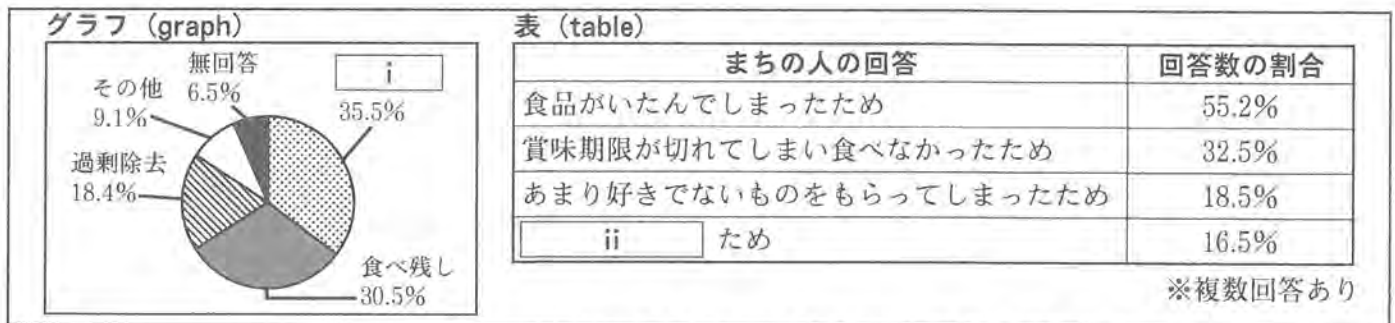 グラフ (graph)
無回答
6.5%
i
35.5%
その他
9.1%
過剰除去
18.4%
食べ残し
30.5%
表 (table)
まちの人の回答 回答数の割合
食品がいたんでしまったため 55.2%
賞味期限が切れてしまい食べなかったため 32.5%
あまり好きでないものをもらってしまったため 18.5%
ii ため 16.5%
※複数回答あり